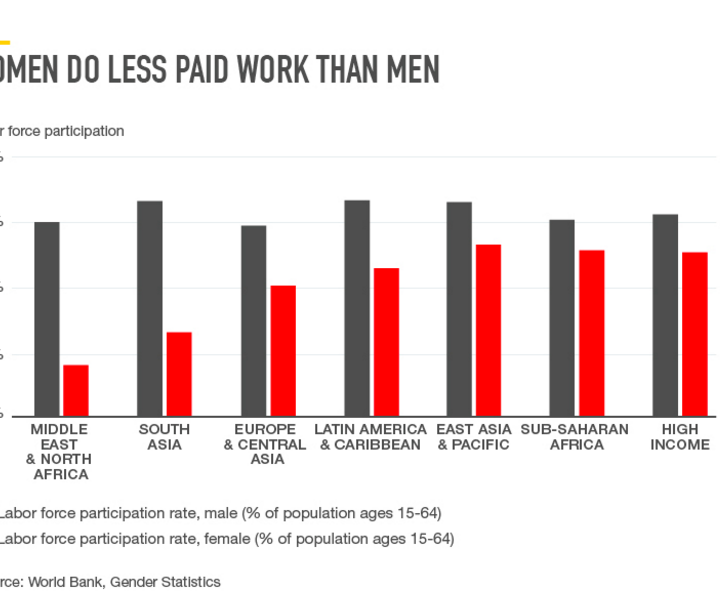 OMEN DO LESS PAID WORK THAN MEN
r force participation
%
%
%
%
%
MIDDLE
EAST
& NORTH
AFRICA
SOUTH
ASIA
EUROPE
& CENTRAL
ASIA
LATIN AMERICA
& CARIBBEAN
EAST ASIA
& PACIFIC
SUB-SAHARAN
AFRICA
HIGH
INCOME
Labor force participation rate, male (% of population ages 15-64)
Labor force participation rate, female (% of population ages 15-64)
rce: World Bank, Gender Statistics